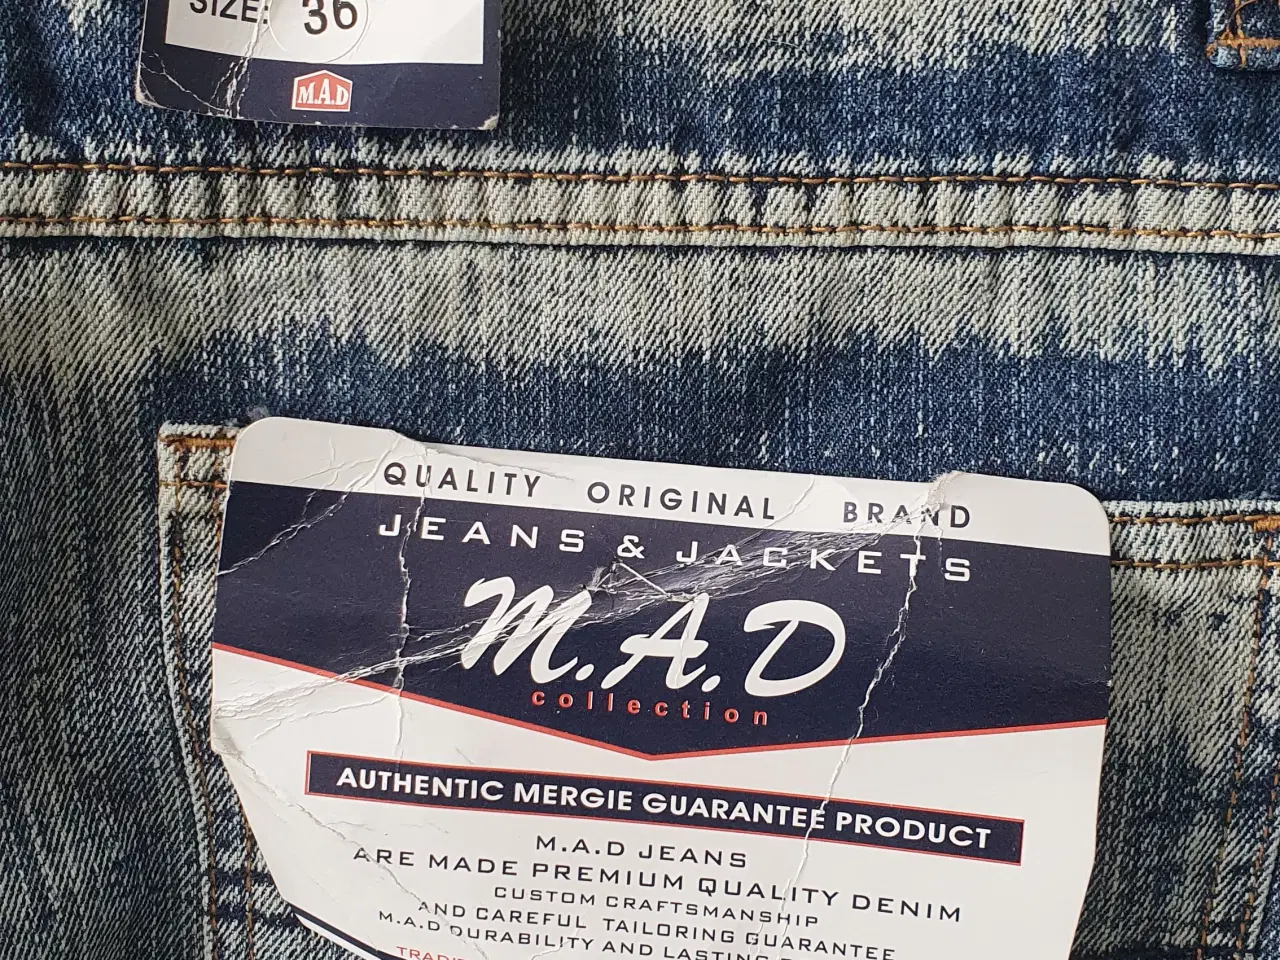 SIZE: 36
M.A.D
QUALITY ORIGINAL BRAND
JEANS & JACKETS
M.A.D
collection
AUTHENTIC MERGIE GUARANTEE PRODUCT
M.A.D JEANS
ARE MADE PREMIUM QUALITY DENIM
CUSTOM CRAFTSMANSHIP
AND CAREFUL TAILORING GUARANTEE
M.A.D DURABILITY AND LASTING